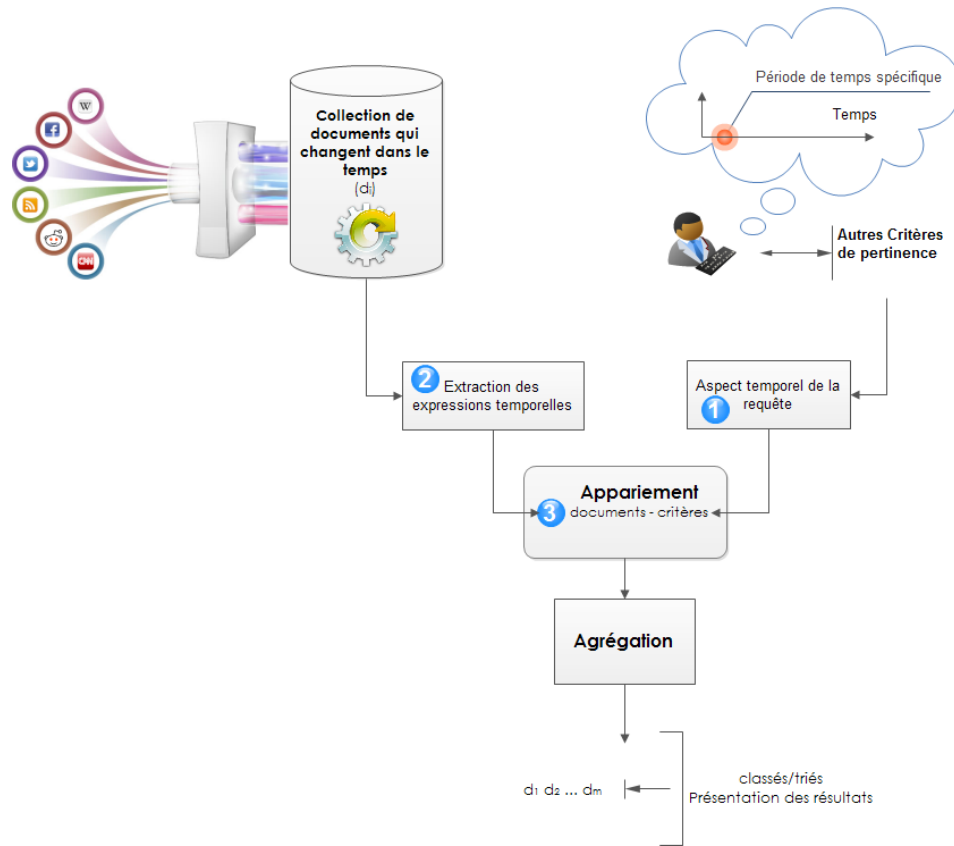 W
f
CNN
Collection de
documents qui
changent dans le
temps
(di)
Période de temps spécifique
Temps
Autres Critères
de pertinence
2
Extraction des
expressions temporelles
Aspect temporel de la
requête
1
Appariement
3 documents - critères
Agrégation
d1 d2 ... dm
classés/triés
Présentation des résultats